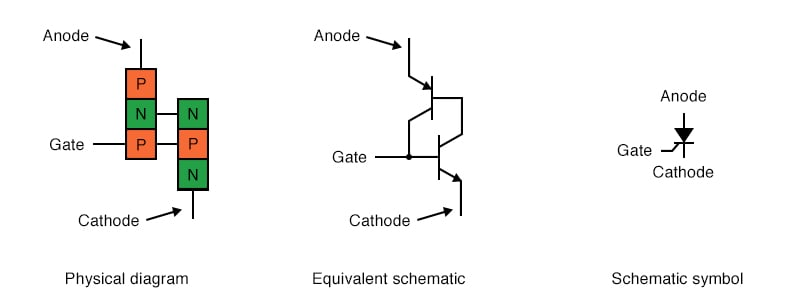 Anode
P
N
N
Gate
P
P
N
Cathode
Physical diagram
Anode
Gate
Cathode
Equivalent schematic
Anode
Gate
Cathode
Schematic symbol